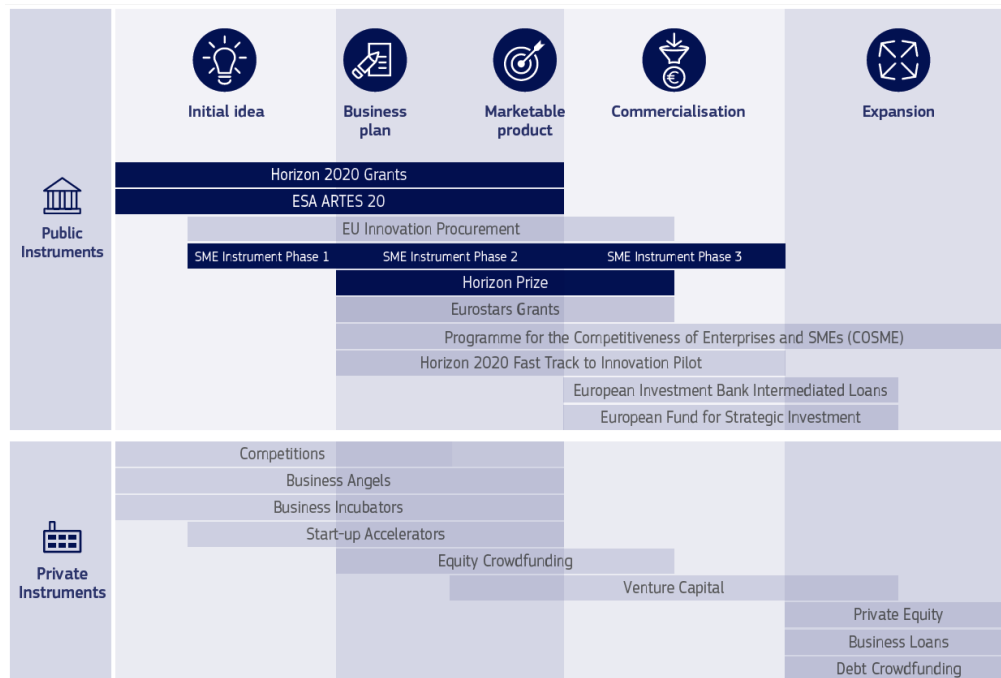 Initial idea
Business
plan
Marketable
product
Commercialisation
Expansion
Public
Instruments
Horizon 2020 Grants
ESA ARTES 20
EU Innovation Procurement
SME Instrument Phase 1
SME Instrument Phase 2
SME Instrument Phase 3
Horizon Prize
Eurostars Grants
Programme for the Competitiveness of Enterprises and SMEs (COSME)
Horizon 2020 Fast Track to Innovation Pilot
European Investment Bank Intermediated Loans
European Fund for Strategic Investment
Private
Instruments
Competitions
Business Angels
Business Incubators
Start-up Accelerators
Equity Crowdfunding
Venture Capital
Private Equity
Business Loans
Debt Crowdfunding